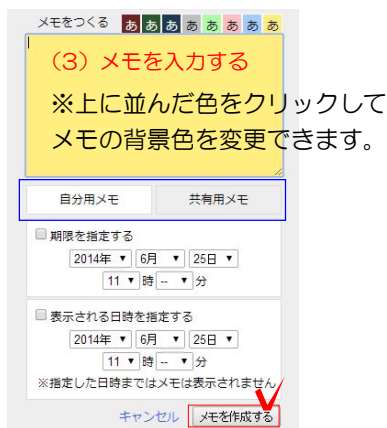 メモをつくる あ あ あ あ あ あ あ あ
（3）メモを入力する
※上に並んだ色をクリックして
メモの背景色を変更できます。
自分用メモ 共有用メモ
期限を指定する
2014年 6月 25日
11 時 -- 分
表示される日時を指定する
2014年 6月 25日
11 時 -- 分
※指定した日時まではメモは表示されません
キャンセル メモを作成する